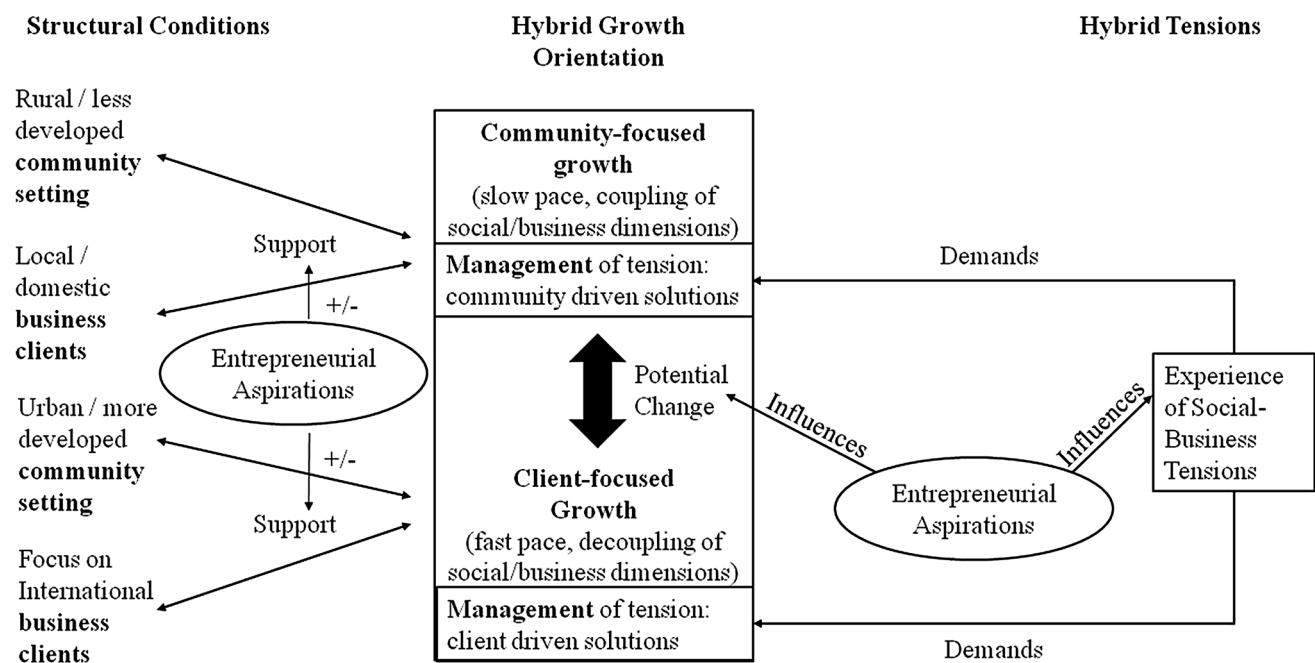 Structural Conditions
Hybrid Growth
Orientation
Hybrid Tensions
Rural / less
developed
community
setting
Local /
domestic
business
clients
Urban / more
developed
community
setting
Focus on
International
business
clients
Support
+/-
Entrepreneurial
Aspirations
+/-
Support
Community-focused
growth
(slow pace, coupling of
social/business dimensions)
Management of tension:
community driven solutions
Potential
Change
Client-focused
Growth
(fast pace, decoupling of
social/business dimensions)
Management of tension:
client driven solutions
Demands
Influences
Influences
Entrepreneurial
Aspirations
Experience
of Social-
Business
Tensions
Demands